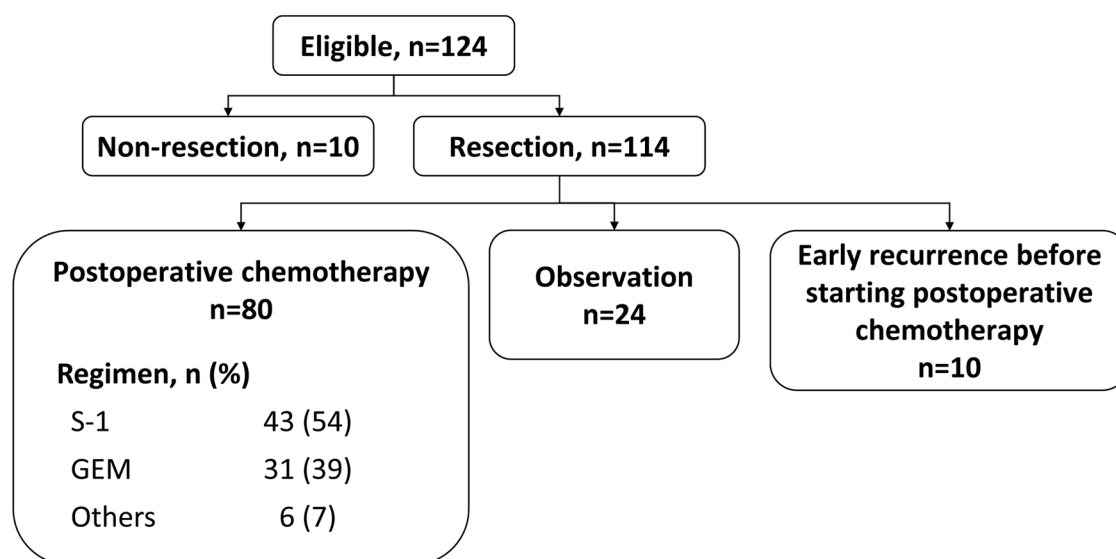 Eligible, n=124
Non-resection, n=10
Resection, n=114
Postoperative chemotherapy
n=80
Regimen, n (%)
S-1 43 (54)
GEM 31 (39)
Others 6 (7)
Observation
n=24
Early recurrence before
starting postoperative
chemotherapy
n=10